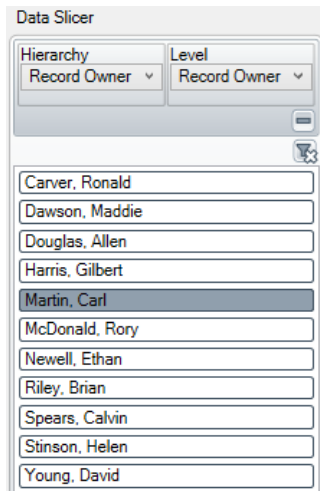 Data Slicer
Hierarchy Level
Record Owner Record Owner
Carver, Ronald
Dawson, Maddie
Douglas, Allen
Harris, Gilbert
Martin, Carl
McDonald, Rory
Newell, Ethan
Riley, Brian
Spears, Calvin
Stinson, Helen
Young, David